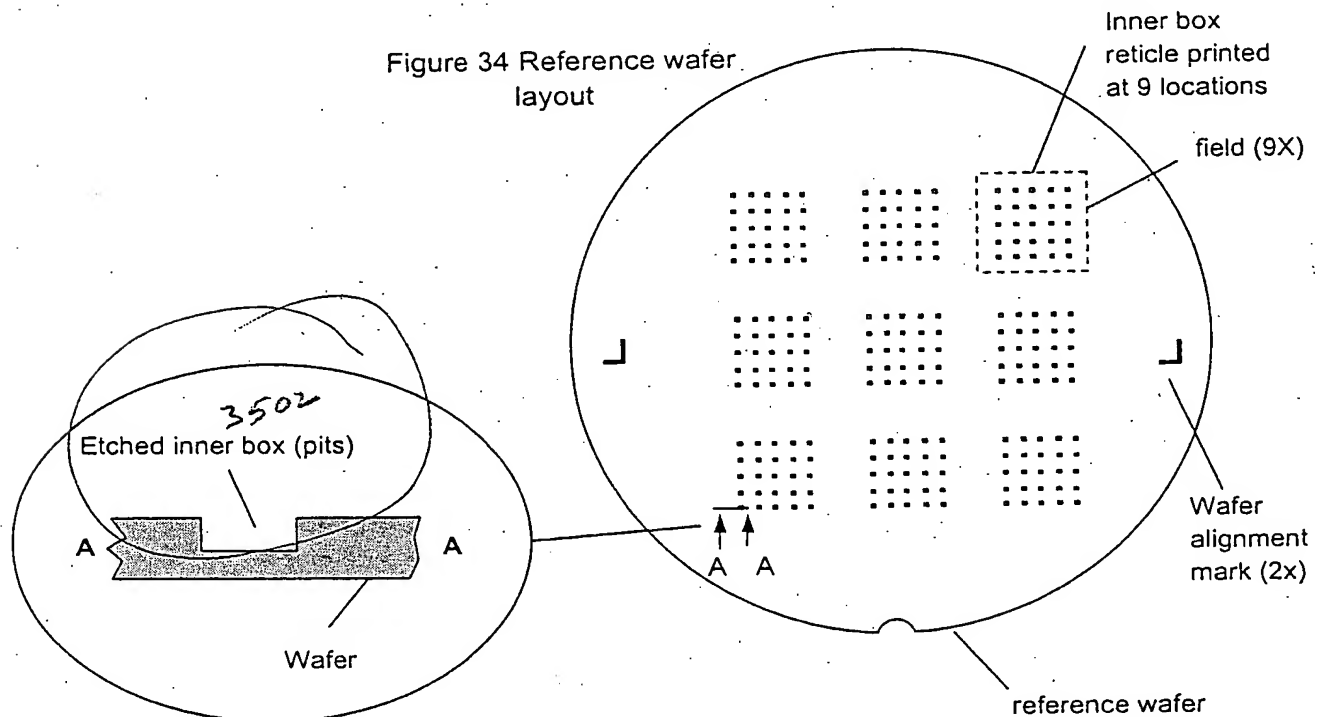 Figure 34 Reference wafer
layout
Inner box
reticle printed
at 9 locations
field (9X)
3502
Etched inner box (pits)
A
A
Wafer
A
A
Wafer
alignment
mark (2x)
reference wafer